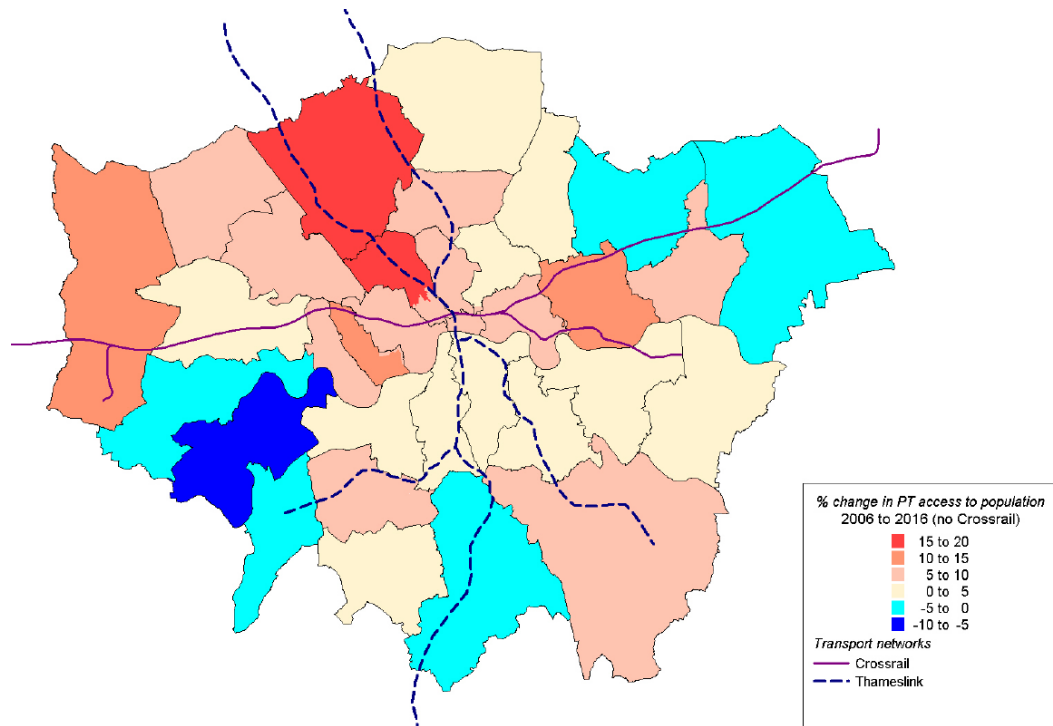 % change in PT access to population
2006 to 2016 (no Crossrail)
15 to 20
10 to 15
5 to 10
0 to 5
-5 to 0
-10 to -5
Transport networks
Crossrail
Thameslink